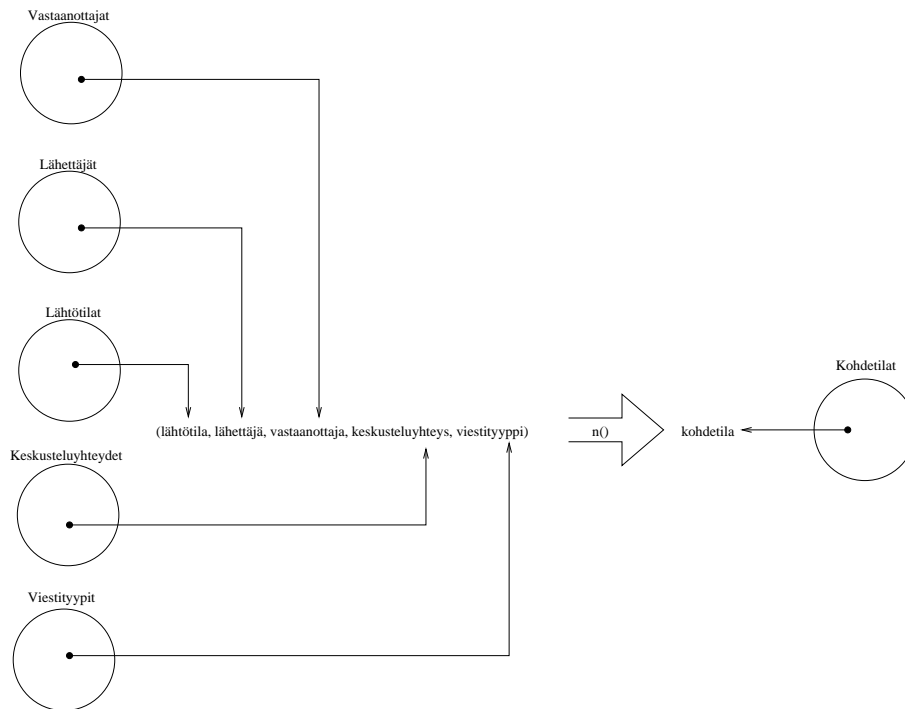 Vastaanottajat
Lähettäjät
Lähtötilat
Kohdetilat
(lähtötila, lähettäjä, vastaanottaja, keskusteluyhteys, viestityyppi)
n()
kohdetila
Keskusteluyhteydet
Viestityypit